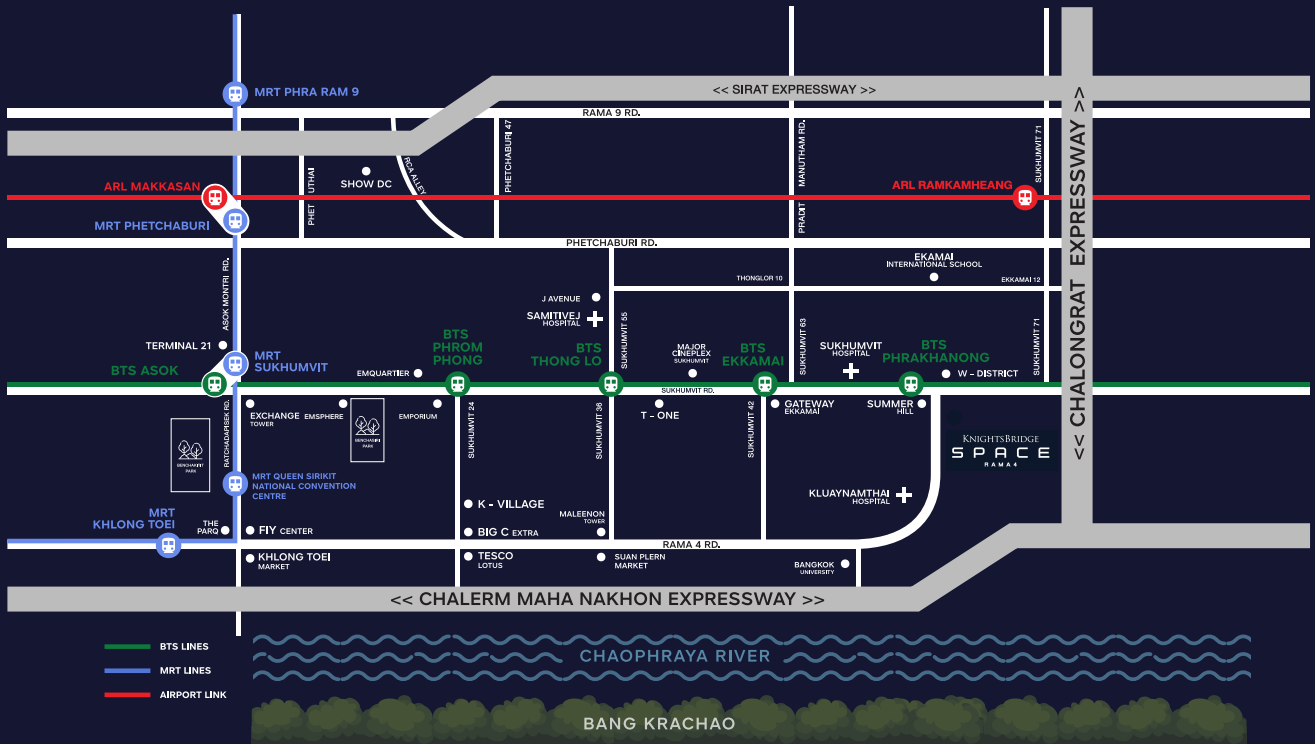 MRT PHRA RAM 9
<< SIRAT EXPRESSWAY >>
RAMA 9 RD.
PHET UTHAI
SHOW DC
RCA ALLEY
PHETCHABURI 47
PRADIT MANUTHAM RD.
SUKHUMVIT 71
<< CHALONGRAT EXPRESSWAY >>
ARL MAKKASAN
ARL RAMKAMHEANG
MRT PHETCHABURI
PHETCHABURI RD.
ASOK MONTRI RD.
EKAMAI
INTERNATIONAL SCHOOL
THONGLOR 10
EKKAMAI 12
J AVENUE
SAMITIVEJ
HOSPITAL
SUKHUMVIT 55
SUKHUMVIT 63
SUKHUMVIT 71
TERMINAL 21
MRT
SUKHUMVIT
BTS ASOK
BTS
PHROM
PHONG
EMQUARTIER
BTS
THONG LO
MAJOR
CINEPLEX
SUKHUMVIT
BTS
EKKAMAI
SUKHUMVIT
HOSPITAL
BTS
PHRAKHANONG
W - DISTRICT
SUKHUMVIT RD.
RATCHADAPISEK RD.
EXCHANGE
TOWER
EMSPHERE
EMPORIUM
SUKHUMVIT 24
SUKHUMVIT 36
T - ONE
SUKHUMVIT 42
GATEWAY
EKKAMAI
SUMMER
HILL
BENCHAKIT
PARK
BENCHASIRI
PARK
KNIGHTSBRIDGE
SPACE
RAMA 4
MRT QUEEN SIRIKIT
NATIONAL CONVENTION
CENTRE
KLUAYNAMTHAI
HOSPITAL
MRT
KHLONG TOEI
THE
PARQ
FIY CENTER
K - VILLAGE
BIG C EXTRA
MALEENON
TOWER
RAMA 4 RD.
KHLONG TOEI
MARKET
TESCO
LOTUS
SUAN PLERN
MARKET
BANGKOK
UNIVERSITY
<< CHALERM MAHA NAKHON EXPRESSWAY >>
BTS LINES
MRT LINES
AIRPORT LINK
CHAOPHRAYA RIVER
BANG KRACHAO